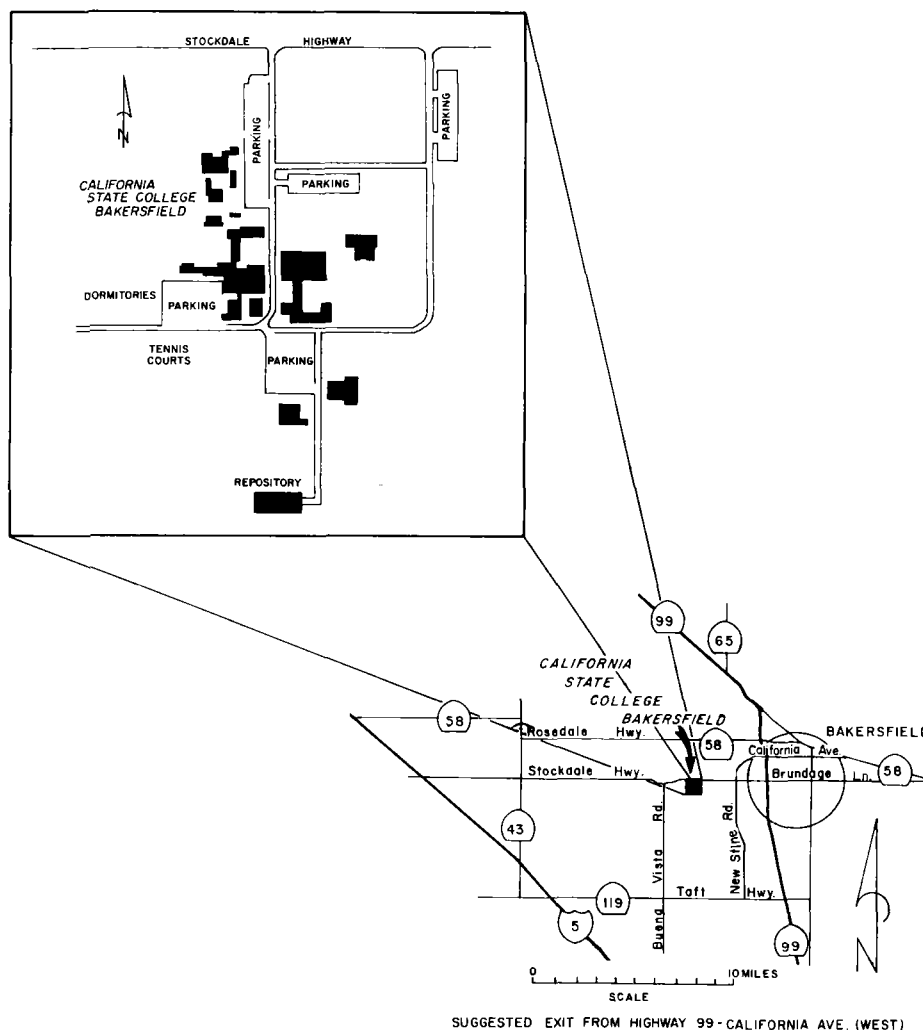 STOCKDALE HIGHWAY
N
PARKING
PARKING
PARKING
CALIFORNIA
STATE COLLEGE
BAKERSFIELD
DORMITORIES
PARKING
TENNIS
COURTS
PARKING
REPOSITORY
99
65
CALIFORNIA
STATE
COLLEGE
BAKERSFIELD
58
Rosedale Hwy.
58
BAKERSFIELD
California Ave.
Stockdale Hwy.
Brundage Ln.
58
43
Buena Vista Rd.
New Stine Rd.
119
Taft Hwy.
5
99
N
0 10 MILES
SCALE
SUGGESTED EXIT FROM HIGHWAY 99-CALIFORNIA AVE. (WEST)